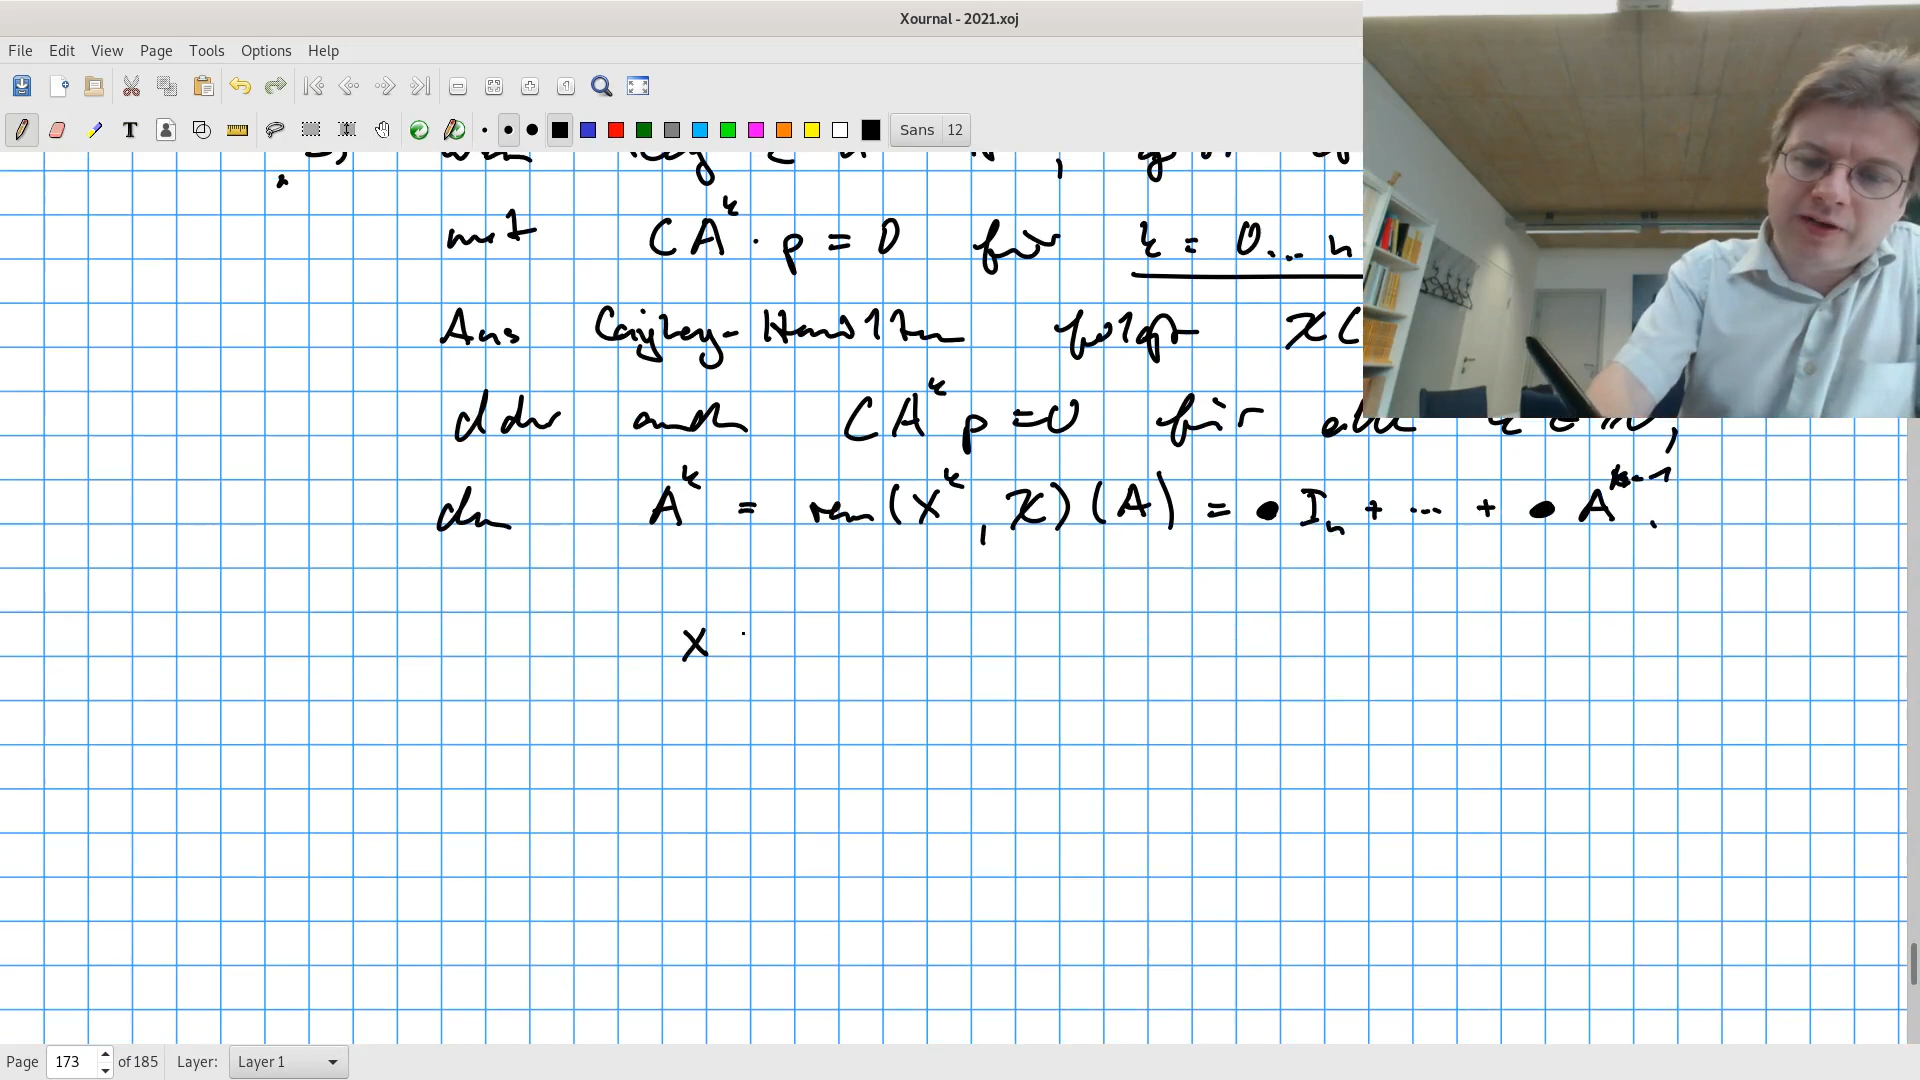 Xournal - 2021.xoj
File Edit View Page Tools Options Help
T Sans 12
mit CA^k · p = 0 für k = 0... n
Aus Cayley-Hamilton folgt χ(
aber auch CA^k p = 0 für alle k ∈ ℕ,
da A^k = rem(X^k, χ)(A) = • I_n + ... + • A^n-1.
X
Page 173 of 185 Layer: Layer 1